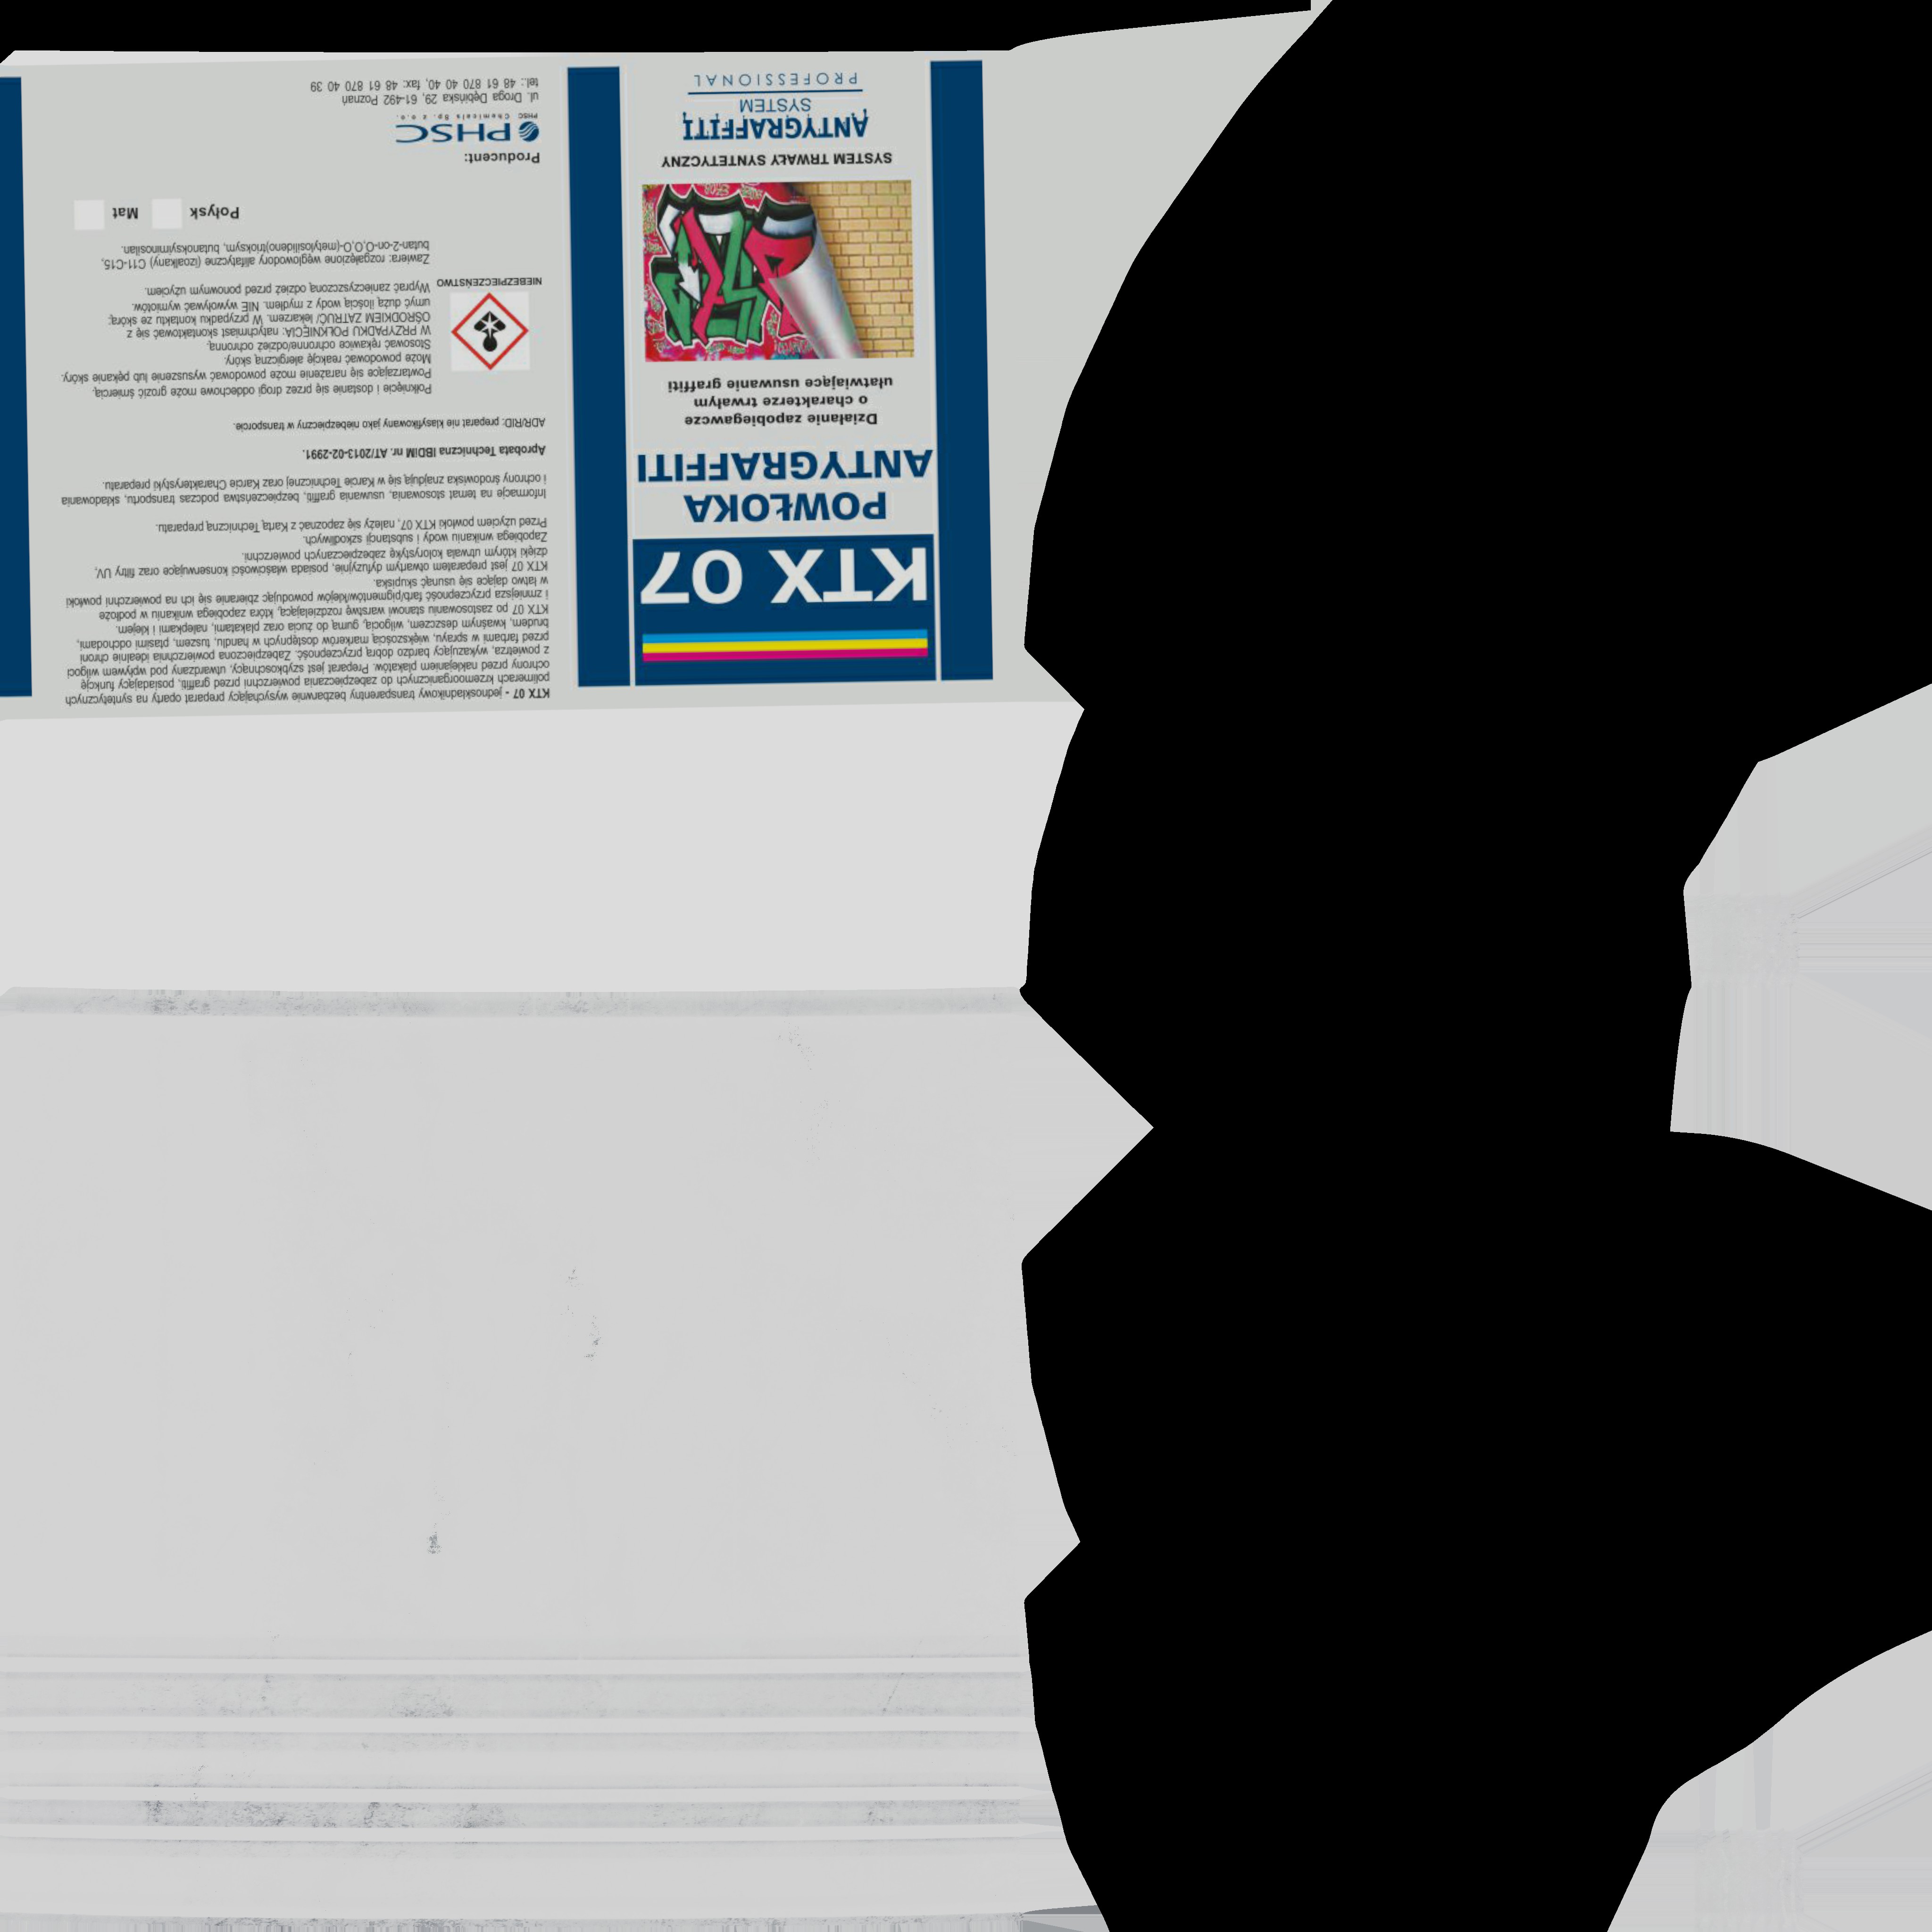 KTX 07
POWŁOKA
ANTYGRAFFITI
Działanie zapobiegawcze
o charakterze trwałym
ułatwiające usuwanie graffiti
SYSTEM TRWAŁY SYNTETYCZNY
ANTYGRAFFITI
SYSTEM
PROFESSIONAL
KTX 07 - jednoskładnikowy transparentny bezbarwnie wysychający preparat oparty na syntetycznych
polimerach krzemoorganicznych do zabezpieczania powierzchni przed graffiti, posiadający funkcję
ochrony przed naklejaniem plakatów. Preparat jest szybkoschnący, utwardzany pod wpływem wilgoci
z powietrza, wykazujący bardzo dobrą przyczepność. Zabezpieczona powierzchnia idealnie chroni
przed farbami w sprayu, większością markerów dostępnych w handlu, tuszem, ptasimi odchodami,
brudem, kwaśnym deszczem, wilgocią, gumą do żucia oraz plakatami, nalepkami i klejem.
KTX 07 po zastosowaniu stanowi warstwę rozdzielającą, która zapobiega wnikaniu w podłoże
i zmniejsza przyczepność farb/pigmentów/klejów powodując zbieranie się ich na powierzchni powłoki
w łatwo dające się usunąć skupiska.
KTX 07 jest preparatem otwartym dyfuzyjnie, posiada właściwości konserwujące oraz filtry UV,
dzięki którym utrwala kolorystykę zabezpieczanych powierzchni.
Zapobiega wnikaniu wody i substancji szkodliwych.
Przed użyciem powłoki KTX 07, należy się zapoznać z Kartą Techniczną preparatu.
Informacje na temat stosowania, usuwania graffiti, bezpieczeństwa podczas transportu, składowania
i ochrony środowiska znajdują się w Karcie Technicznej oraz Karcie Charakterystyki preparatu.
Aprobata Techniczna IBDiM nr. AT/2013-02-2991.
ADR/RID: preparat nie klasyfikowany jako niebezpieczny w transporcie.
Połknięcie i dostanie się przez drogi oddechowe może grozić śmiercią.
Powtarzające się narażenie może powodować wysuszenie lub pękanie skóry.
Może powodować reakcję alergiczną skóry.
Stosować rękawice ochronne/odzież ochronną.
W PRZYPADKU POŁKNIĘCIA: natychmiast skontaktować się z
OŚRODKIEM ZATRUĆ/ lekarzem. W przypadku kontaktu ze skórą:
umyć dużą ilością wody z mydłem. NIE wywoływać wymiotów.
Wyprać zanieczyszczoną odzież przed ponownym użyciem.
NIEBEZPIECZEŃSTWO
Zawiera: rozgałęzione węglowodory alifatyczne (izoalkany) C11-C15,
butan-2-on-O,O,O-(metylosilideno)trioksym, butanoksyiminosilan.
Połysk
Mat
Producent:
PHSC
PHSC Chemicals Sp. z o.o.
ul. Droga Dębińska 29, 61-492 Poznań
tel.: 48 61 870 40 40, fax: 48 61 870 40 39